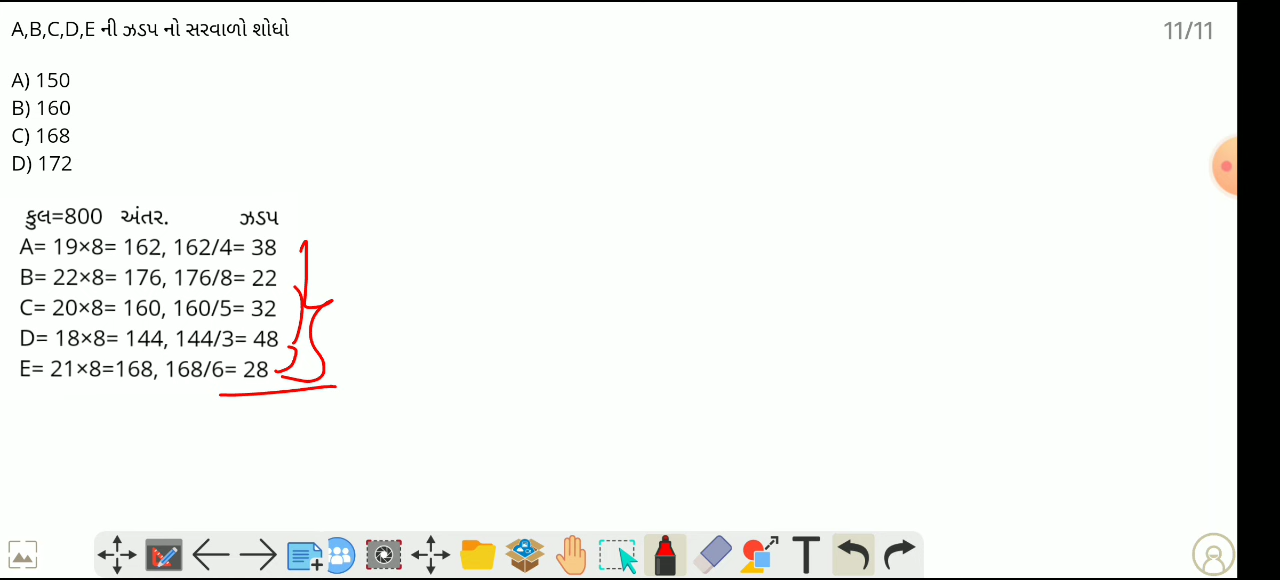 A,B,C,D,E ની ઝડપ નો સરવાળો શોધો
11/11
A) 150
B) 160
C) 168
D) 172
કુલ=800 અંતર. ઝડપ
A= 19×8= 162, 162/4= 38
B= 22×8= 176, 176/8= 22
C= 20×8= 160, 160/5= 32
D= 18×8= 144, 144/3= 48
E= 21×8=168, 168/6= 28
T